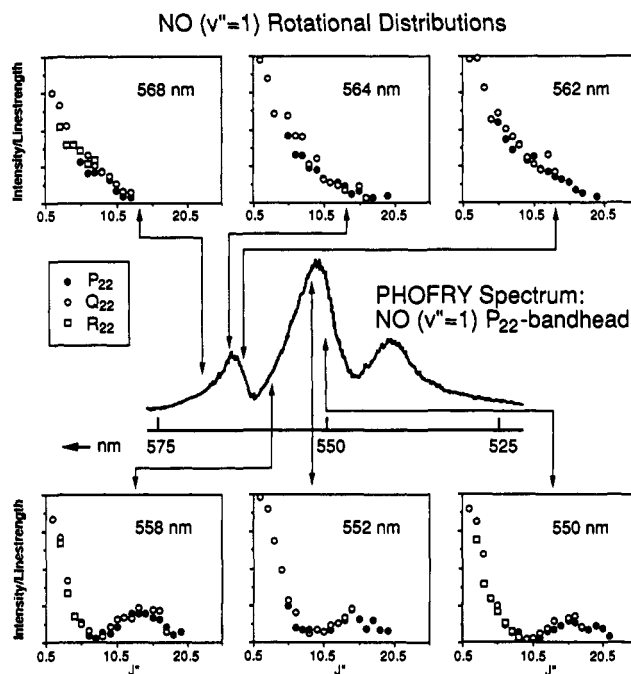 NO (v"=1) Rotational Distributions
Intensity/Linestrength
568 nm
564 nm
562 nm
0.5 10.5 20.5 0.5 10.5 20.5 0.5 10.5 20.5
P22
Q22
R22
PHOFRY Spectrum:
NO (v"=1) P22-bandhead
nm
575 550 525
Intensity/Linestrength
558 nm
552 nm
550 nm
0.5 10.5 20.5 0.5 10.5 20.5 0.5 10.5 20.5
J" J" J"